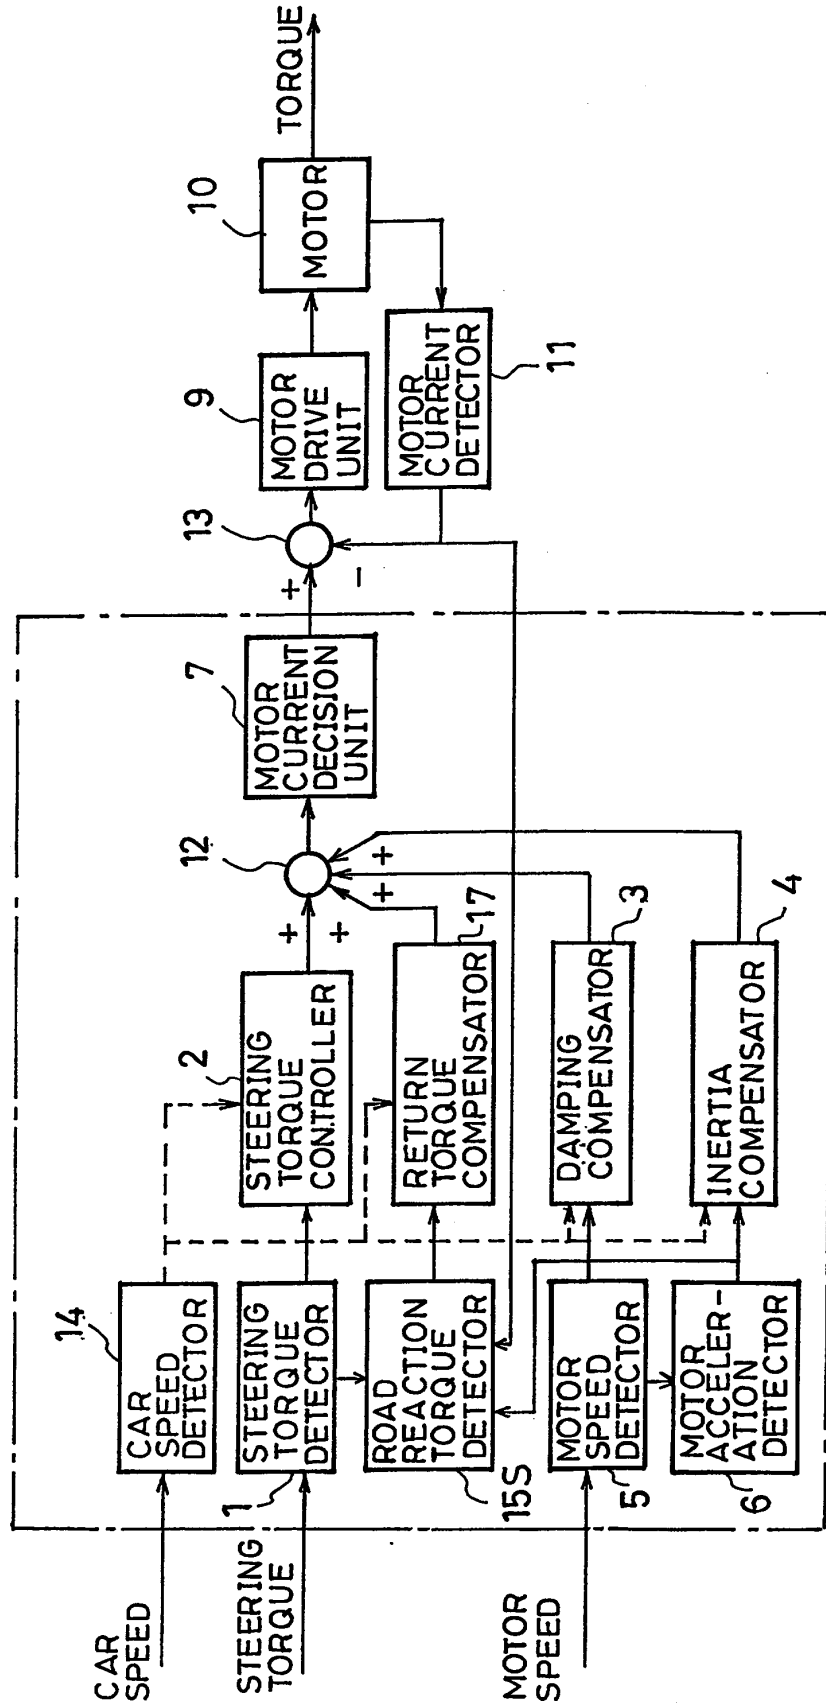 CAR
SPEED
STEERING
TORQUE
MOTOR
SPEED
14
CAR
SPEED
DETECTOR
1
STEERING
TORQUE
DETECTOR
ROAD
REACTION
TORQUE
DETECTOR
15S
MOTOR
SPEED
DETECTOR
5
MOTOR
ACCELER-
ATION
DETECTOR
6
2
STEERING
TORQUE
CONTROLLER
RETURN
TORQUE
COMPENSATOR
17
DAMPING
COMPENSATOR
3
INERTIA
COMPENSATOR
4
12
+
+
+
+
7
MOTOR
CURRENT
DECISION
UNIT
13
+
-
9
MOTOR
DRIVE
UNIT
MOTOR
CURRENT
DETECTOR
11
10
MOTOR
TORQUE